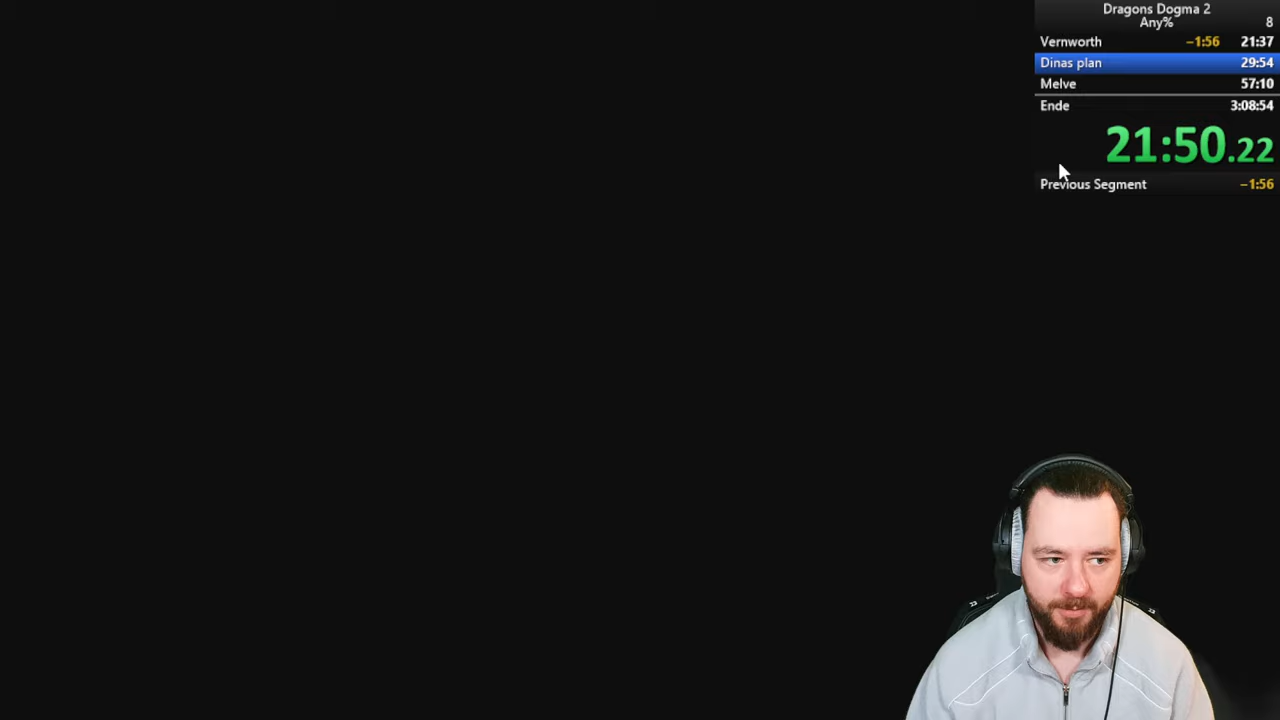 Dragons Dogma 2
Any% 8
Vernworth −1:56 21:37
Dinas plan 29:54
Melve 57:10
Ende 3:08:54
21:50.22
Previous Segment −1:56